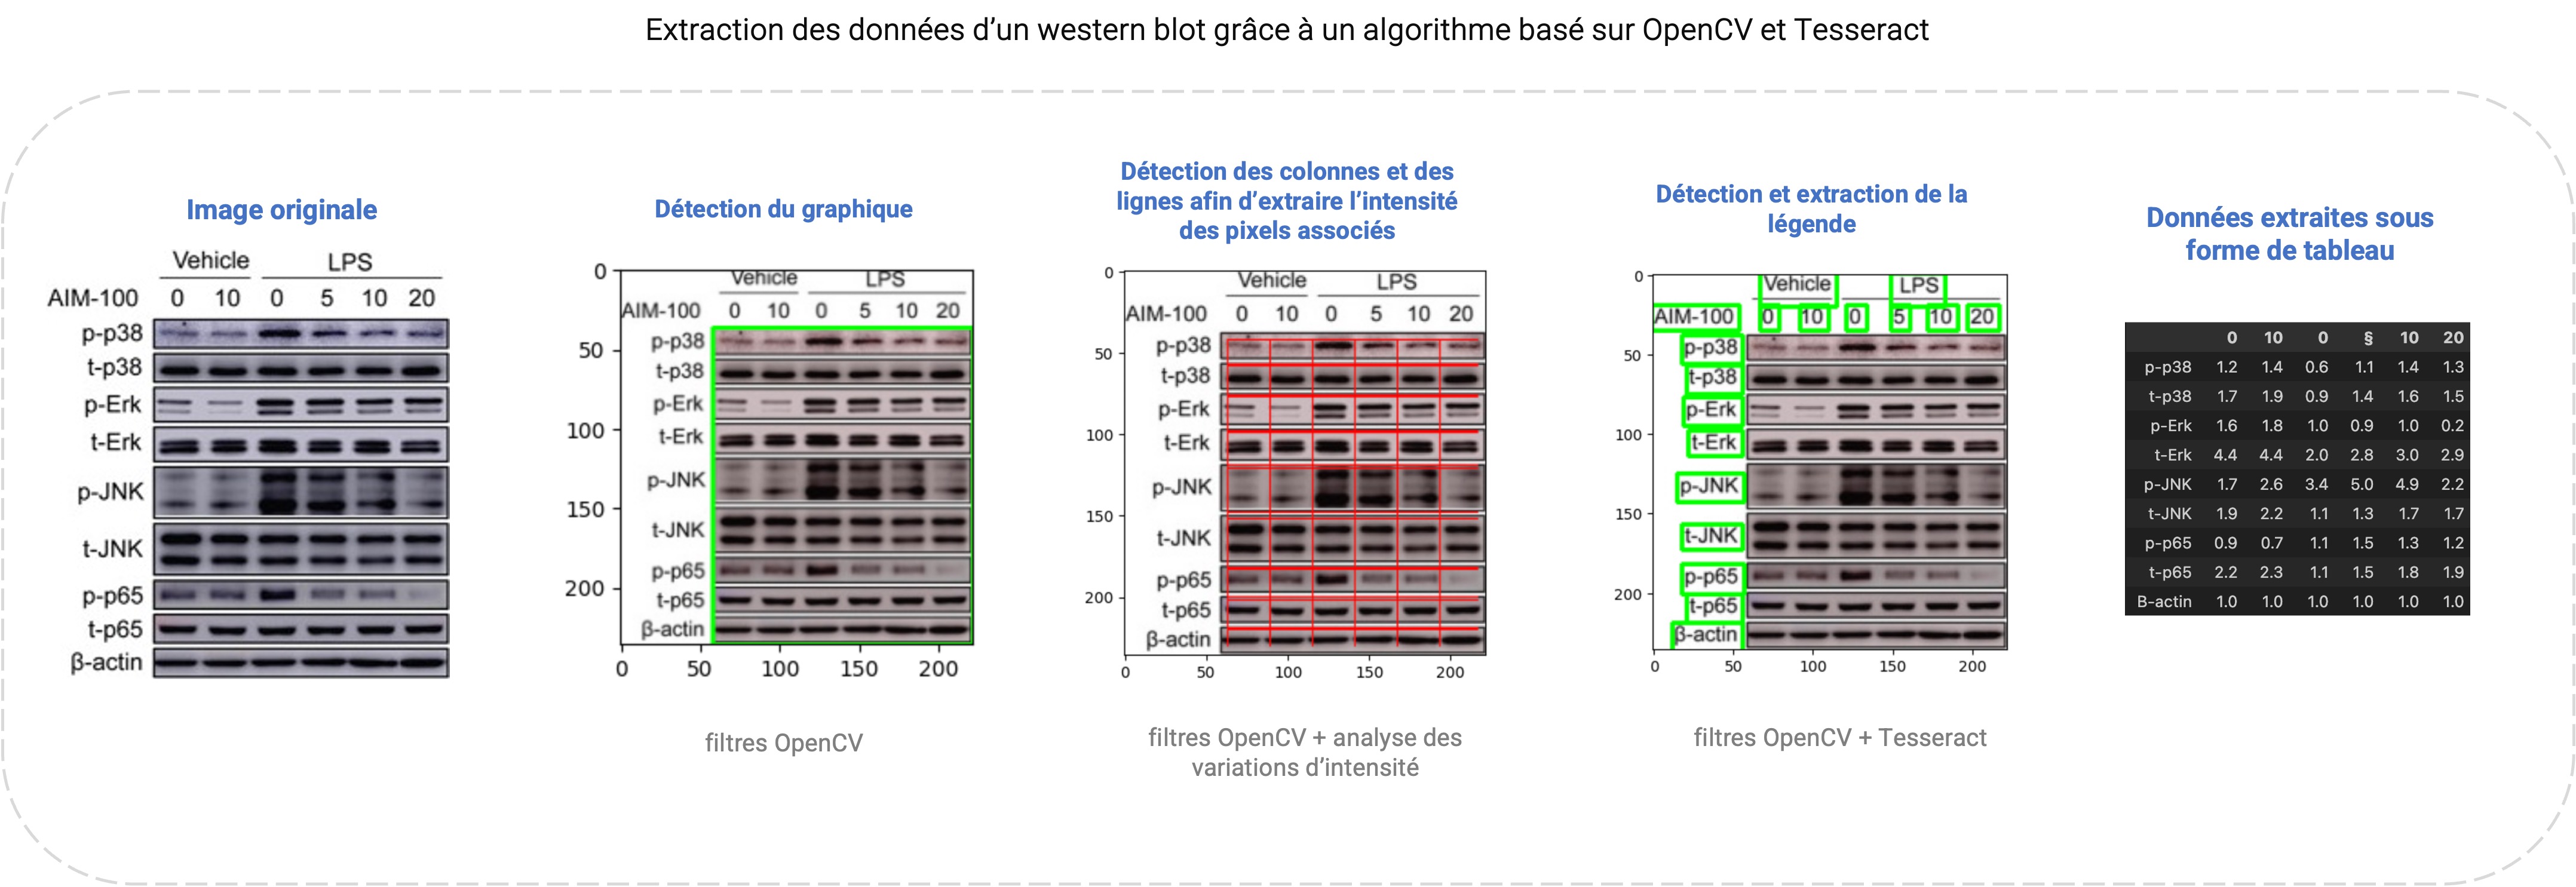 Extraction des données d’un western blot grâce à un algorithme basé sur OpenCV et Tesseract
Image originale
Vehicle LPS
AIM-100 0 10 0 5 10 20
p-p38
t-p38
p-Erk
t-Erk
p-JNK
t-JNK
p-p65
t-p65
β-actin
Détection du graphique
0
50
100
150
200
Vehicle LPS
AIM-100 0 10 0 5 10 20
p-p38
t-p38
p-Erk
t-Erk
p-JNK
t-JNK
p-p65
t-p65
β-actin
0 50 100 150 200
filtres OpenCV
Détection des colonnes et des
lignes afin d’extraire l’intensité
des pixels associés
0
50
100
150
200
Vehicle LPS
AIM-100 0 10 0 5 10 20
p-p38
t-p38
p-Erk
t-Erk
p-JNK
t-JNK
p-p65
t-p65
β-actin
0 50 100 150 200
filtres OpenCV + analyse des
variations d’intensité
Détection et extraction de la
légende
0
50
100
150
200
Vehicle LPS
AIM-100 0 10 0 5 10 20
p-p38
t-p38
p-Erk
t-Erk
p-JNK
t-JNK
p-p65
t-p65
β-actin
0 50 100 150 200
filtres OpenCV + Tesseract
Données extraites sous
forme de tableau
0 10 0 § 10 20
p-p38 1.2 1.4 0.6 1.1 1.4 1.3
t-p38 1.7 1.9 0.9 1.4 1.6 1.5
p-Erk 1.6 1.8 1.0 0.9 1.0 0.2
t-Erk 4.4 4.4 2.0 2.8 3.0 2.9
p-JNK 1.7 2.6 3.4 5.0 4.9 2.2
t-JNK 1.9 2.2 1.1 1.3 1.7 1.7
p-p65 0.9 0.7 1.1 1.5 1.3 1.2
t-p65 2.2 2.3 1.1 1.5 1.8 1.9
B-actin 1.0 1.0 1.0 1.0 1.0 1.0